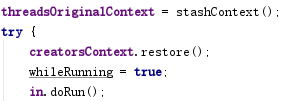 threadsOriginalContext = stashContext();
try {
creatorsContext.restore();
whileRunning = true;
in.doRun();